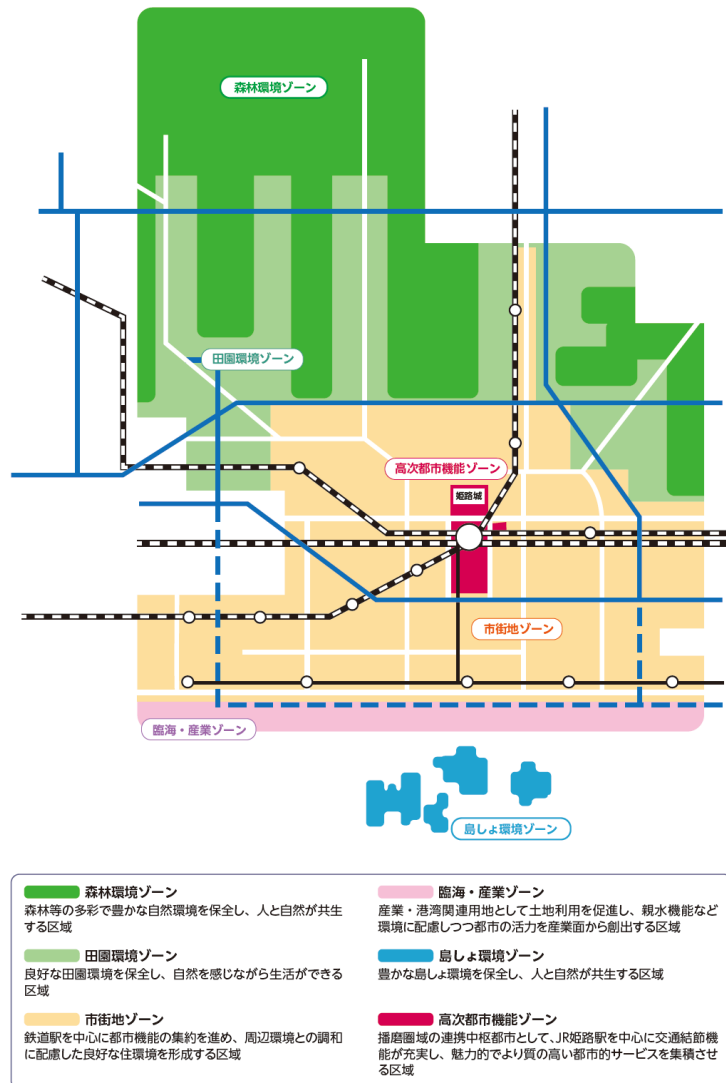 森林環境ゾーン
田園環境ゾーン
高次都市機能ゾーン
姫路城
市街地ゾーン
臨海・産業ゾーン
島しょ環境ゾーン
森林環境ゾーン
森林等の多彩で豊かな自然環境を保全し、人と自然が共生
する区域
田園環境ゾーン
良好な田園環境を保全し、自然を感じながら生活ができる
区域
市街地ゾーン
鉄道駅を中心に都市機能の集約を進め、周辺環境との調和
に配慮した良好な住環境を形成する区域
臨海・産業ゾーン
産業・港湾関連用地として土地利用を促進し、親水機能など
環境に配慮しつつ都市の活力を産業面から創出する区域
島しょ環境ゾーン
豊かな島しょ環境を保全し、人と自然が共生する区域
高次都市機能ゾーン
播磨圏域の連携中枢都市として、JR姫路駅を中心に交通結節機
能が充実し、魅力的でより質の高い都市的サービスを集積させ
る区域